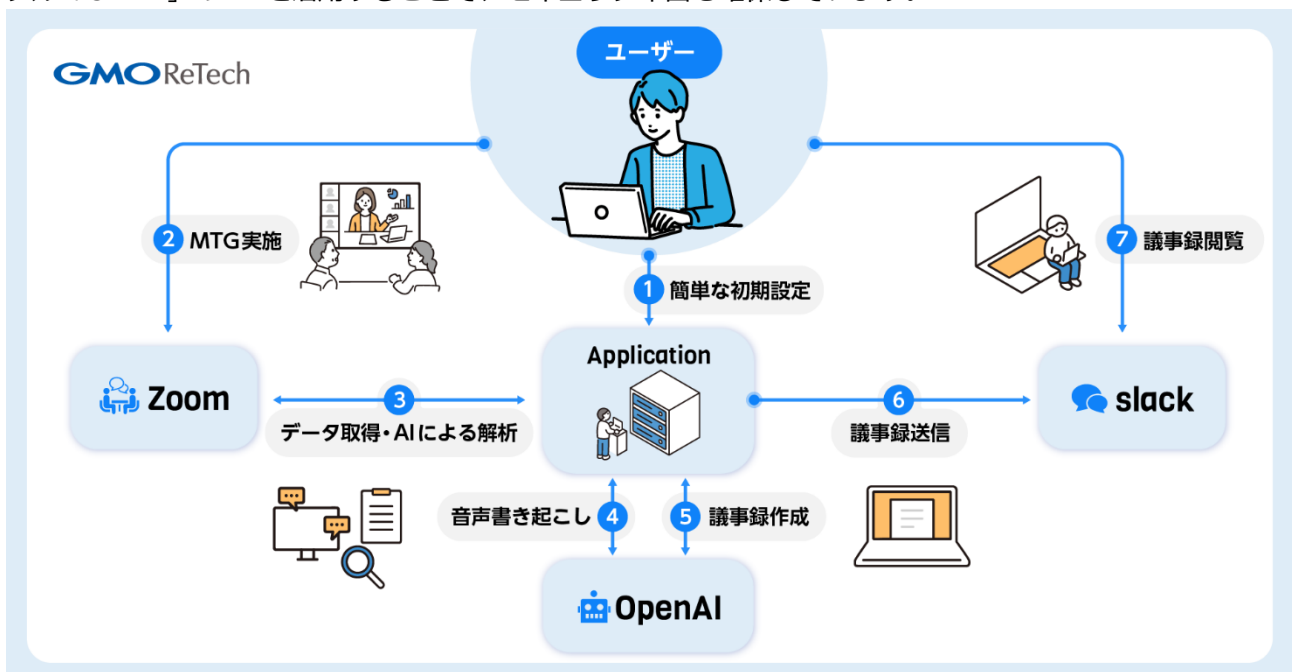 ユーザー
GMO ReTech
2 MTG実施
7 議事録閲覧
1 簡単な初期設定
Application
Zoom
slack
3
データ取得・AIによる解析
6
議事録送信
音声書き起こし 4
5 議事録作成
OpenAI